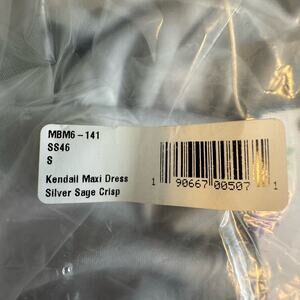 MBM6-141
SS46
S
Kendall Maxi Dress
Silver Sage Crisp
1 90667 00507 1